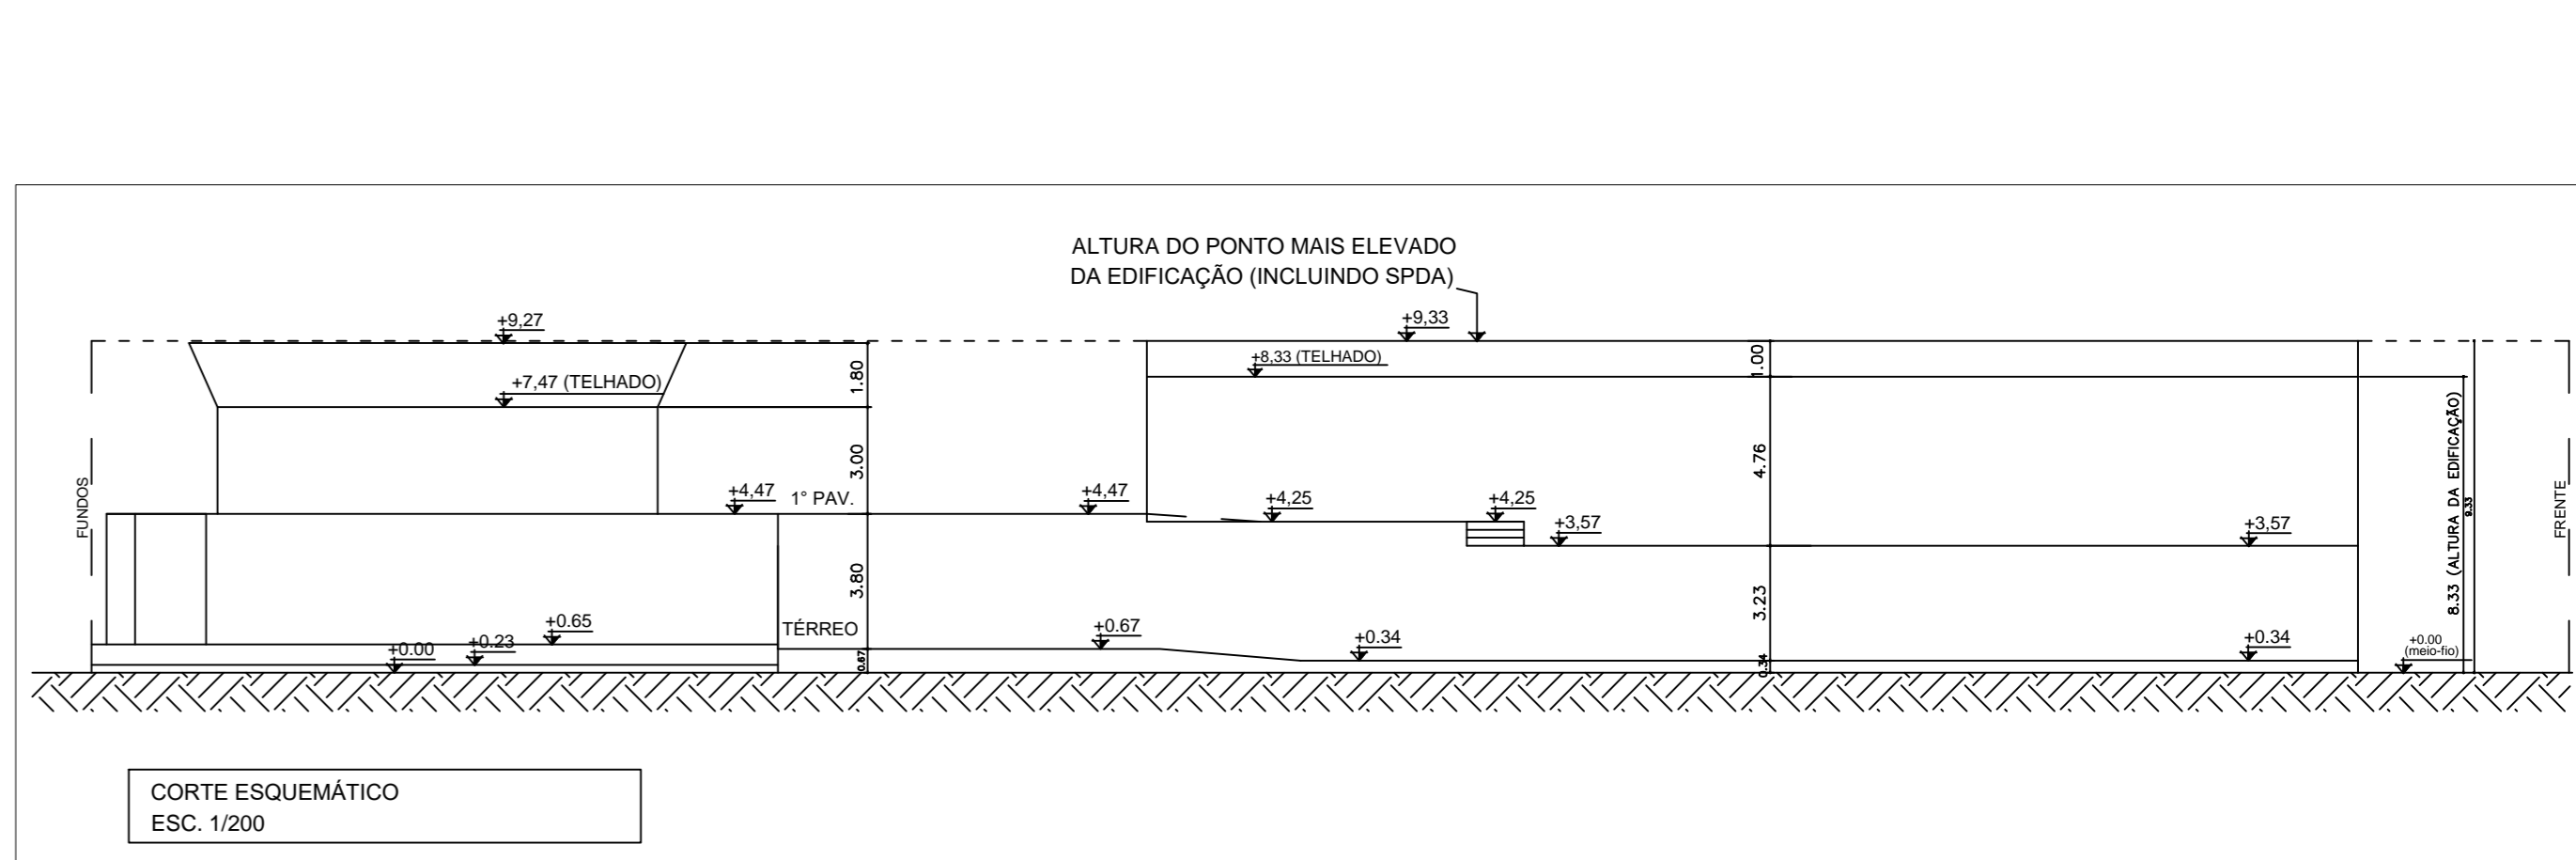 ALTURA DO PONTO MAIS ELEVADO
DA EDIFICAÇÃO (INCLUINDO SPDA)
+9,27
+9,33
+8,33 (TELHADO)
+7,47 (TELHADO)
1.80
1.00
3.00
4.76
+4,47
1° PAV.
+4,47
+4,25
+4,25
+3,57
+3,57
FUNDOS
FRENTE
8.33 (ALTURA DA EDIFICAÇÃO)
9.33
3.80
3.23
+0.65
TÉRREO
+0.67
+0.00
+0.23
+0.34
+0.34
+0.00
(meio-fio)
0.67
0.34
CORTE ESQUEMÁTICO
ESC. 1/200